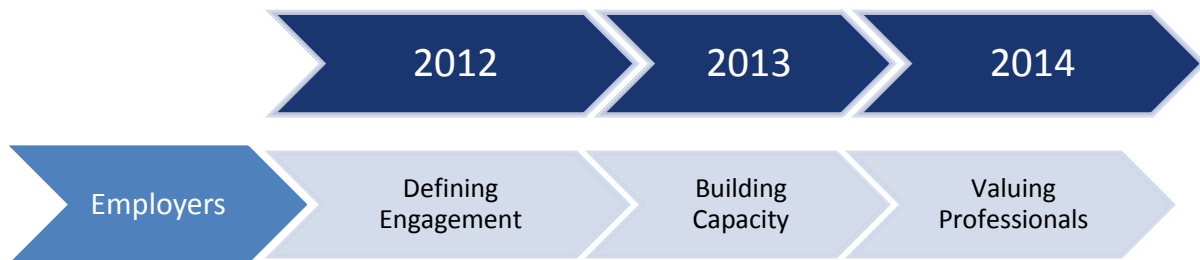 2012 2013 2014
Employers
Defining
Engagement
Building
Capacity
Valuing
Professionals